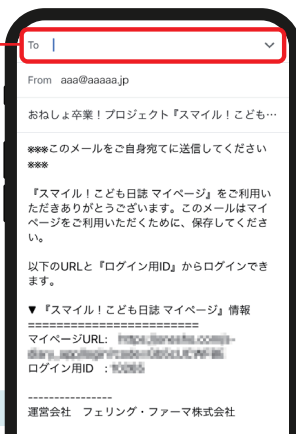 To
From aaa@aaaaa.jp
おねしょ卒業！プロジェクト『スマイル！こども…
※※※このメールをご自身宛てに送信してください
※※※
『スマイル！こども日誌 マイページ』をご利用い
ただきありがとうございます。このメールはマイ
ページをご利用いただくために、保存してくださ
い。
以下のURLと『ログイン用ID』からログインでき
ます。
▼『スマイル！こども日誌 マイページ』情報
========================
マイページURL:
ログイン用ID :
---------------
運営会社 フェリング・ファーマ株式会社